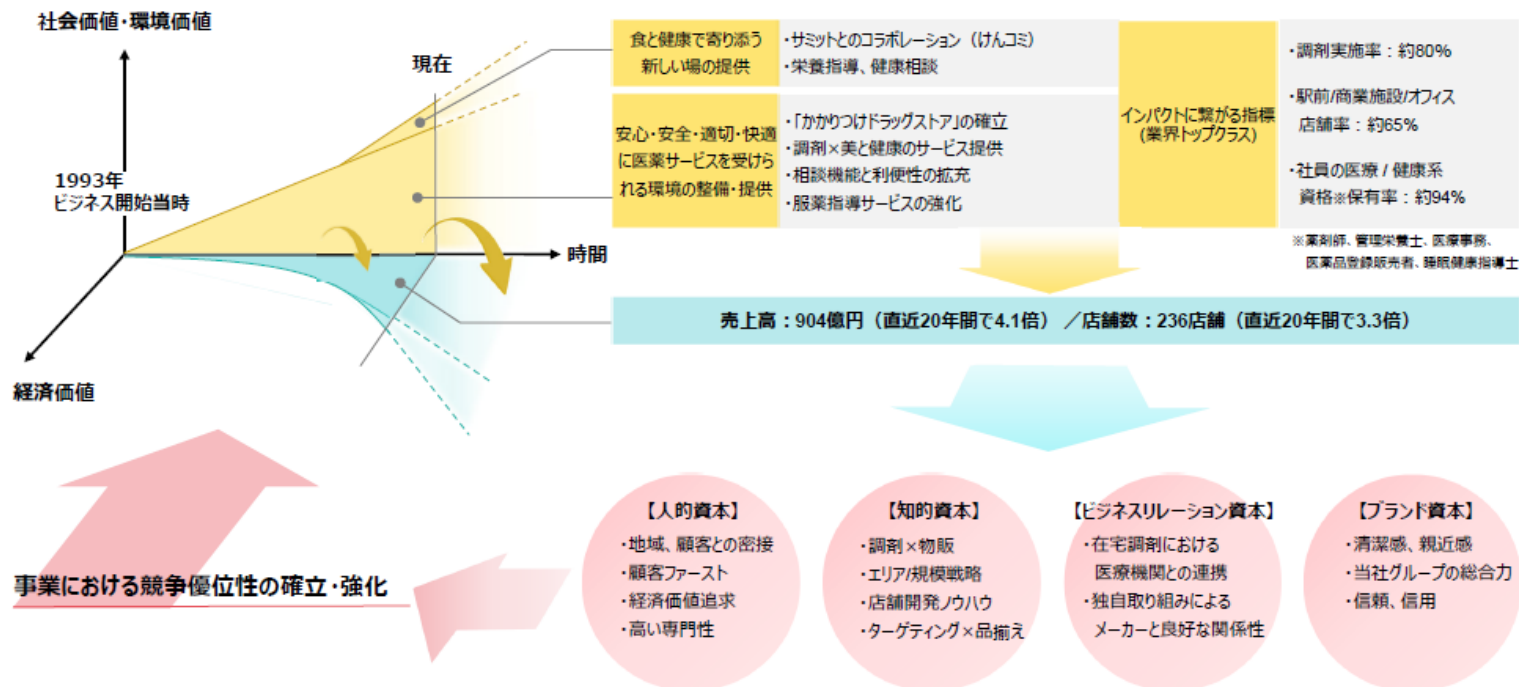 社会価値・環境価値
現在
1993年
ビジネス開始当時
時間
経済価値
食と健康で寄り添う
新しい場の提供
・サミットとのコラボレーション（けんコミ）
・栄養指導、健康相談
安心・安全・適切・快適
に医薬サービスを受けら
れる環境の整備・提供
・「かかりつけドラッグストア」の確立
・調剤×美と健康のサービス提供
・相談機能と利便性の拡充
・服薬指導サービスの強化
インパクトに繋がる指標
(業界トップクラス)
・調剤実施率：約80%
・駅前/商業施設/オフィス
店舗率：約65%
・社員の医療 / 健康系
資格※保有率：約94%
※薬剤師、管理栄養士、医療事務、
医薬品登録販売者、睡眠健康指導士
売上高：904億円（直近20年間で4.1倍）／店舗数：236店舗（直近20年間で3.3倍）
【人的資本】
・地域、顧客との密接
・顧客ファースト
・経済価値追求
・高い専門性
【知的資本】
・調剤×物販
・エリア/規模戦略
・店舗開発ノウハウ
・ターゲティング×品揃え
【ビジネスリレーション資本】
・在宅調剤における
医療機関との連携
・独自取り組みによる
メーカーと良好な関係性
【ブランド資本】
・清潔感、親近感
・当社グループの総合力
・信頼、信用
事業における競争優位性の確立・強化